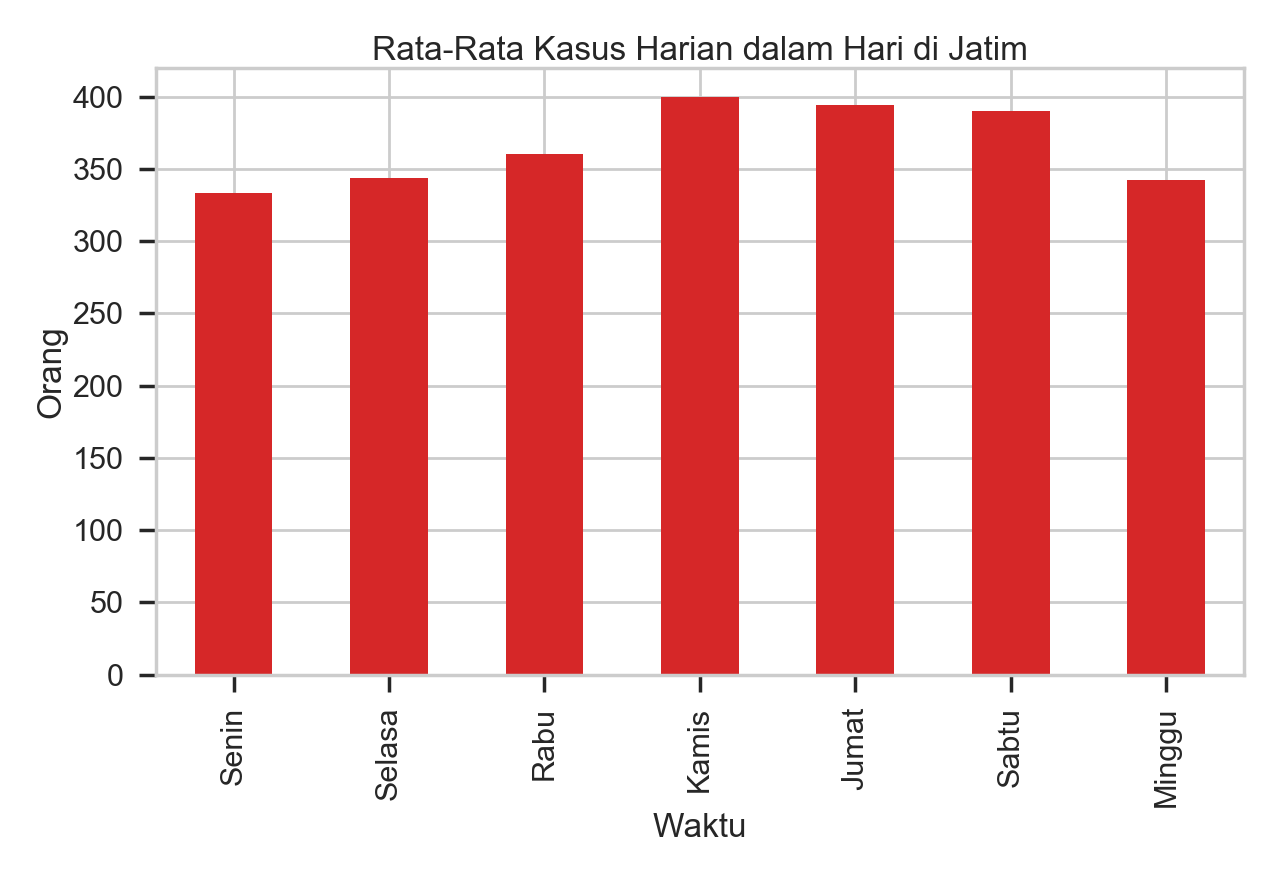 Rata-Rata Kasus Harian dalam Hari di Jatim
400
350
300
250
200
150
100
50
0
Orang
Senin
Selasa
Rabu
Kamis
Jumat
Sabtu
Minggu
Waktu